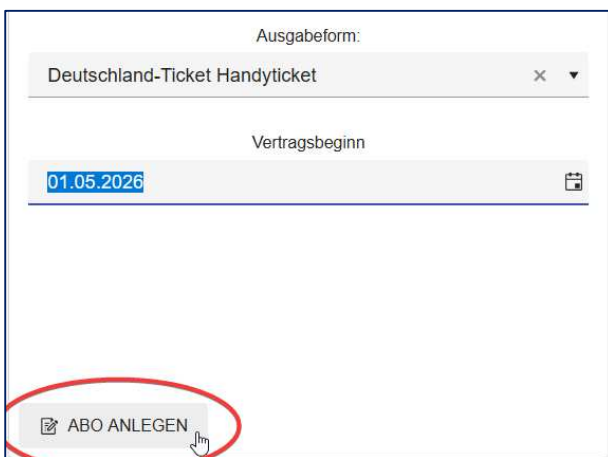 Ausgabeform:
Deutschland-Ticket Handyticket
Vertragsbeginn
01.05.2026
ABO ANLEGEN